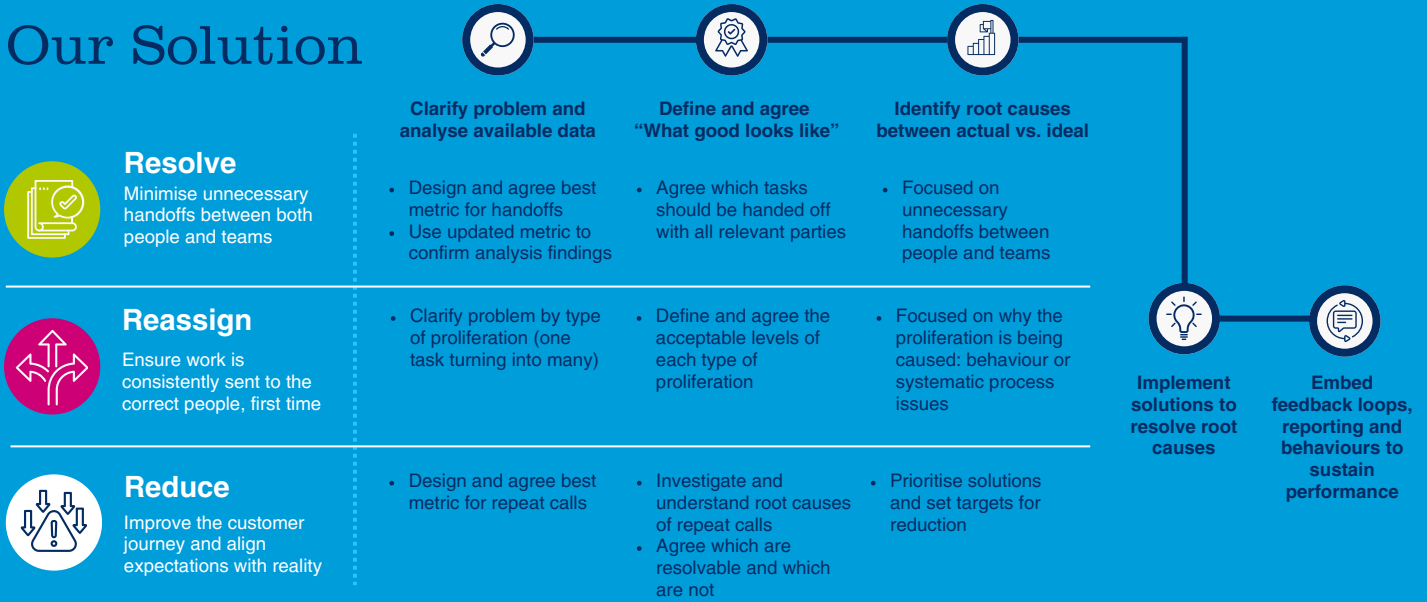 Our Solution
Clarify problem and
analyse available data
Define and agree
“What good looks like”
Identify root causes
between actual vs. ideal
Resolve
Minimise unnecessary
handoffs between both
people and teams
• Design and agree best
metric for handoffs
• Use updated metric to
confirm analysis findings
• Agree which tasks
should be handed off
with all relevant parties
• Focused on
unnecessary
handoffs between
people and teams
Reassign
Ensure work is
consistently sent to the
correct people, first time
• Clarify problem by type
of proliferation (one
task turning into many)
• Define and agree the
acceptable levels of
each type of
proliferation
• Focused on why the
proliferation is being
caused: behaviour or
systematic process
issues
Reduce
Improve the customer
journey and align
expectations with reality
• Design and agree best
metric for repeat calls
• Investigate and
understand root causes
of repeat calls
• Agree which are
resolvable and which
are not
• Prioritise solutions
and set targets for
reduction
Implement
solutions to
resolve root
causes
Embed
feedback loops,
reporting and
behaviours to
sustain
performance